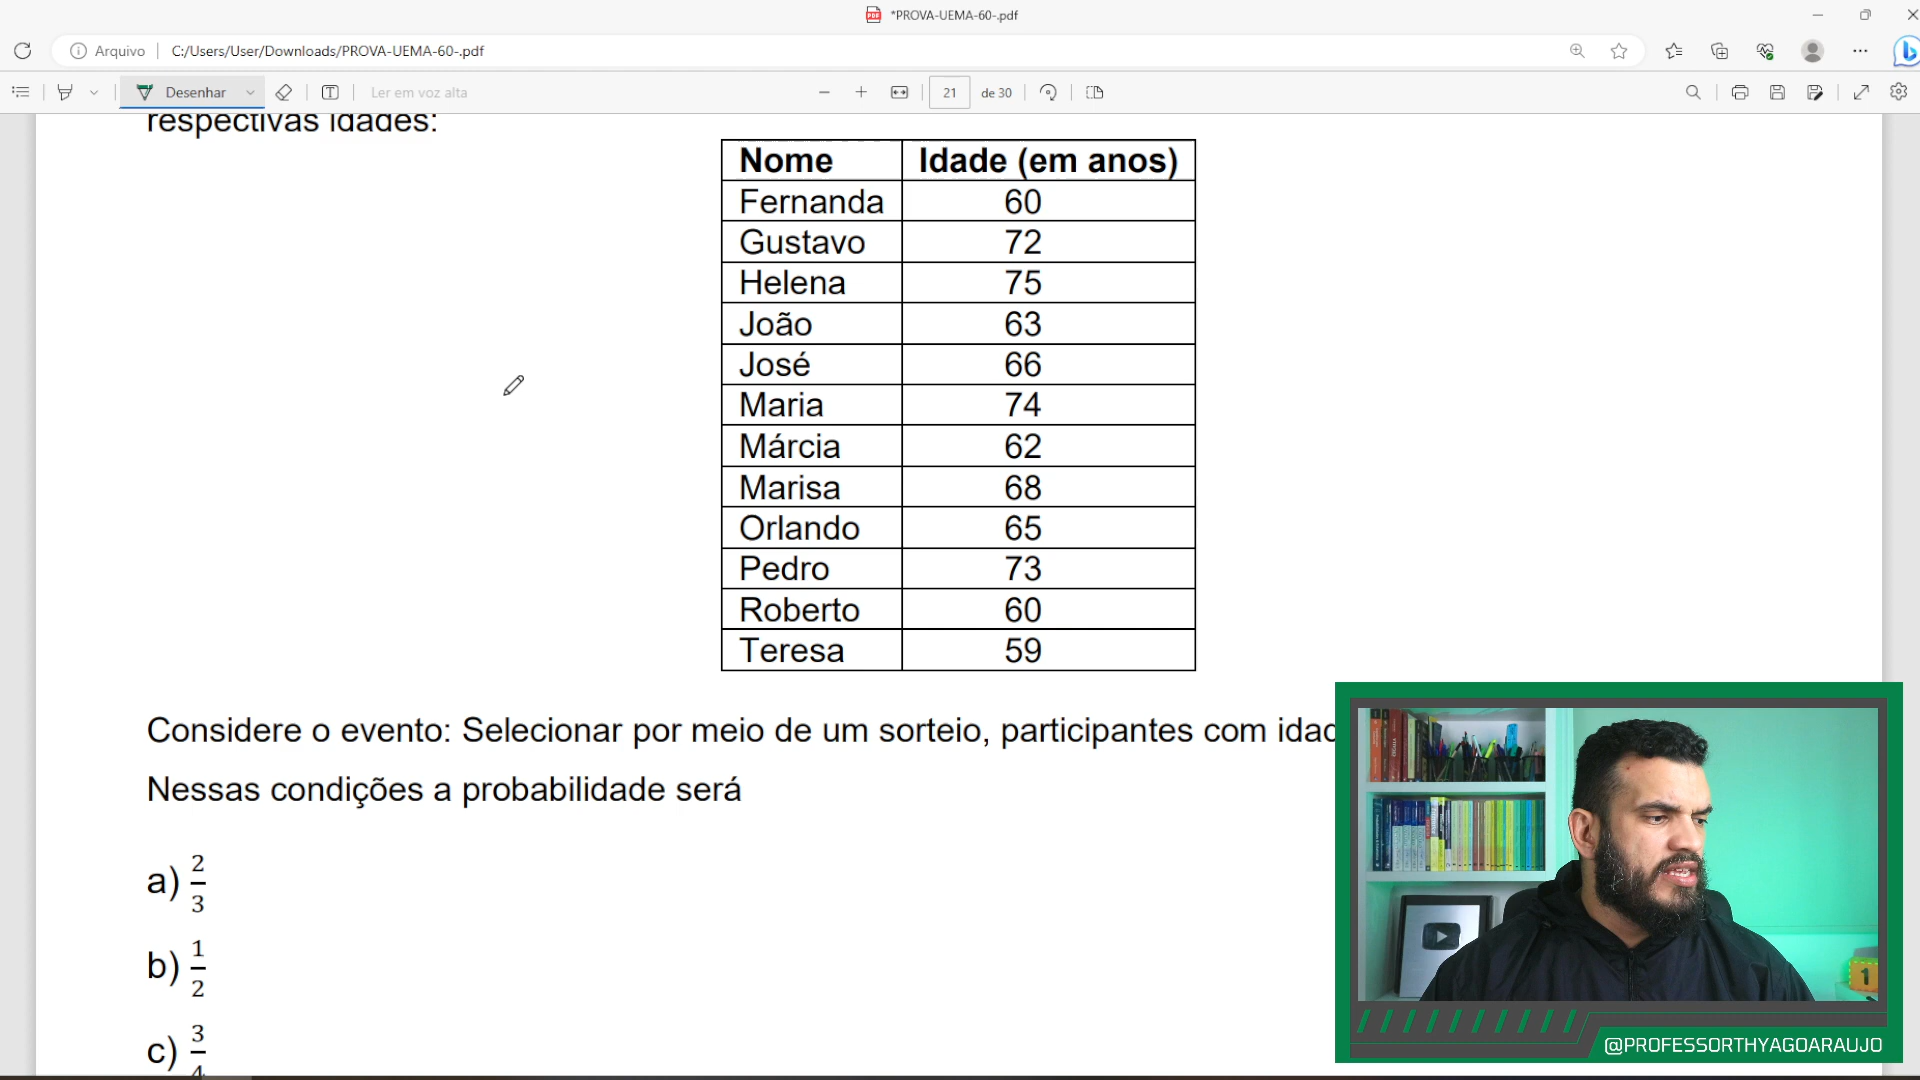 *PROVA-UEMA-60-.pdf
Arquivo C:/Users/User/Downloads/PROVA-UEMA-60-.pdf
Desenhar Ler em voz alta 21 de 30
respectivas idades:
Nome Idade (em anos)
Fernanda 60
Gustavo 72
Helena 75
João 63
José 66
Maria 74
Márcia 62
Marisa 68
Orlando 65
Pedro 73
Roberto 60
Teresa 59
Considere o evento: Selecionar por meio de um sorteio, participantes com idad
Nessas condições a probabilidade será
a) 2/3
b) 1/2
c) 3/4
1
@PROFESSORTHYAGOARAUJO